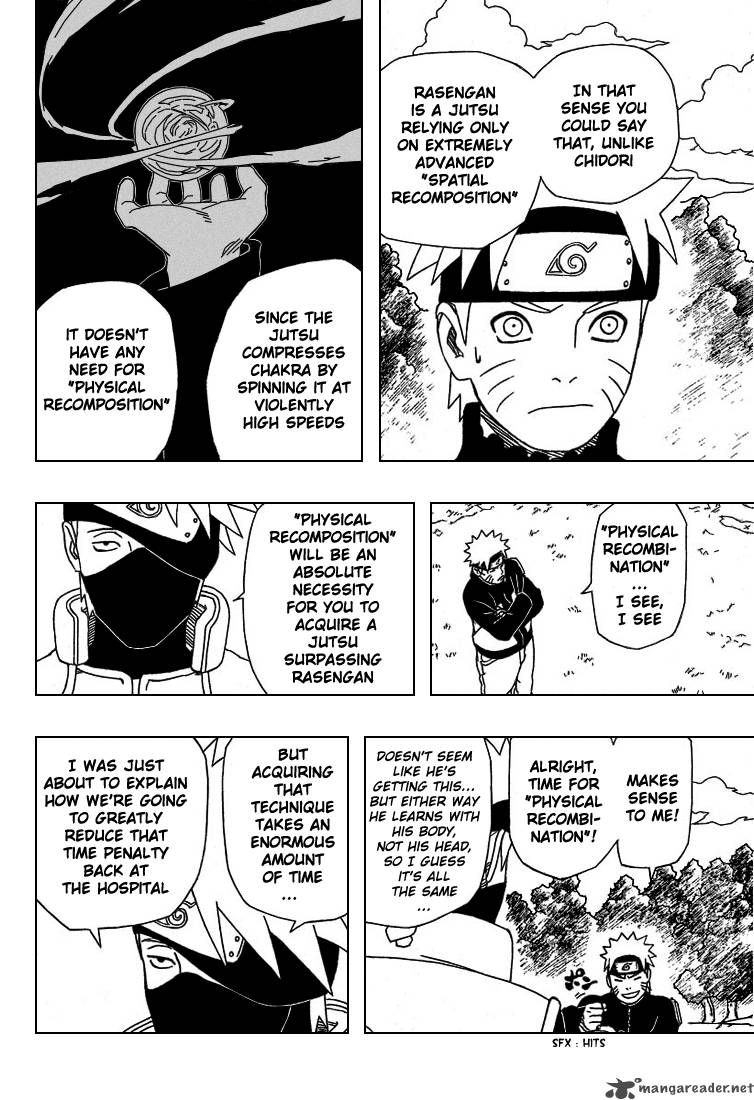 IN THAT
SENSE YOU
COULD SAY
THAT, UNLIKE
CHIDORI
RASENGAN
IS A JUTSU
RELYING ONLY
ON EXTREMELY
ADVANCED
"SPATIAL
RECOMPOSITION"
SINCE THE
JUTSU
COMPRESSES
CHAKRA BY
SPINNING IT AT
VIOLENTLY
HIGH SPEEDS
IT DOESN'T
HAVE ANY
NEED FOR
"PHYSICAL
RECOMPOSITION"
"PHYSICAL
RECOMBI-
NATION"
...
I SEE,
I SEE
"PHYSICAL
RECOMPOSITION"
WILL BE AN
ABSOLUTE
NECESSITY
FOR YOU TO
ACQUIRE A
JUTSU
SURPASSING
RASENGAN
MAKES
SENSE
TO ME!
ALRIGHT,
TIME FOR
"PHYSICAL
RECOMBI-
NATION"!
DOESN'T SEEM
LIKE HE'S
GETTING THIS...
BUT EITHER WAY
HE LEARNS WITH
HIS BODY,
NOT HIS HEAD,
SO I GUESS
IT'S ALL
THE SAME
...
SFX : HITS
BUT
ACQUIRING
THAT
TECHNIQUE
TAKES AN
ENORMOUS
AMOUNT
OF TIME
...
I WAS JUST
ABOUT TO EXPLAIN
HOW WE'RE GOING
TO GREATLY
REDUCE THAT
TIME PENALTY
BACK AT
THE HOSPITAL
mangareader.net